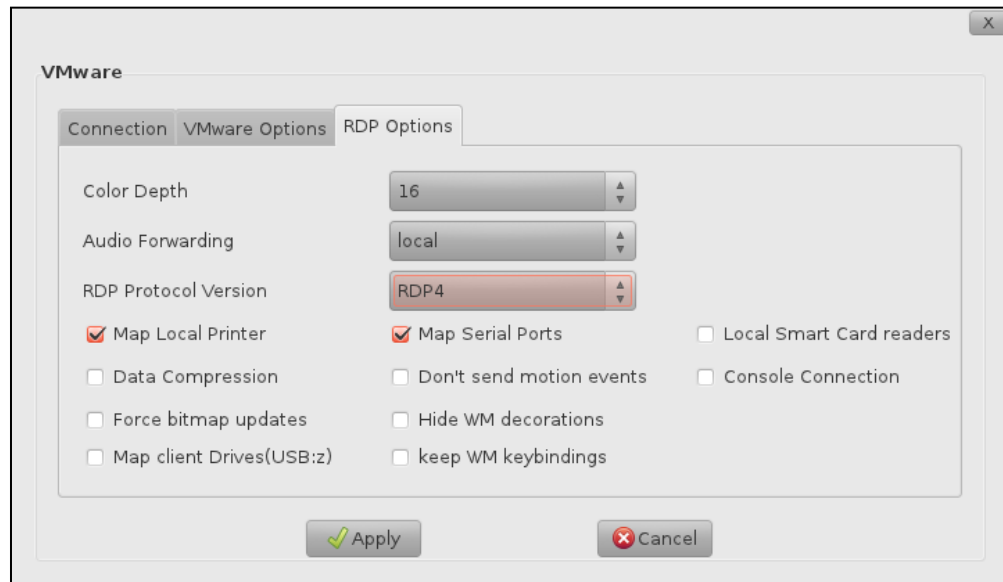 X
VMware
Connection VMware Options RDP Options
Color Depth 16
Audio Forwarding local
RDP Protocol Version RDP4
Map Local Printer Map Serial Ports Local Smart Card readers
Data Compression Don't send motion events Console Connection
Force bitmap updates Hide WM decorations
Map client Drives(USB:z) keep WM keybindings
Apply Cancel